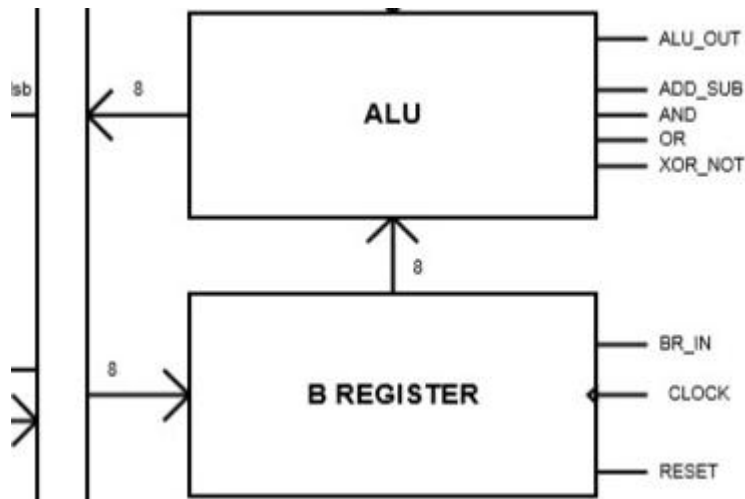 ALU_OUT
lsb
8
ADD_SUB
ALU
AND
OR
XOR_NOT
8
BR_IN
8
B REGISTER
CLOCK
RESET